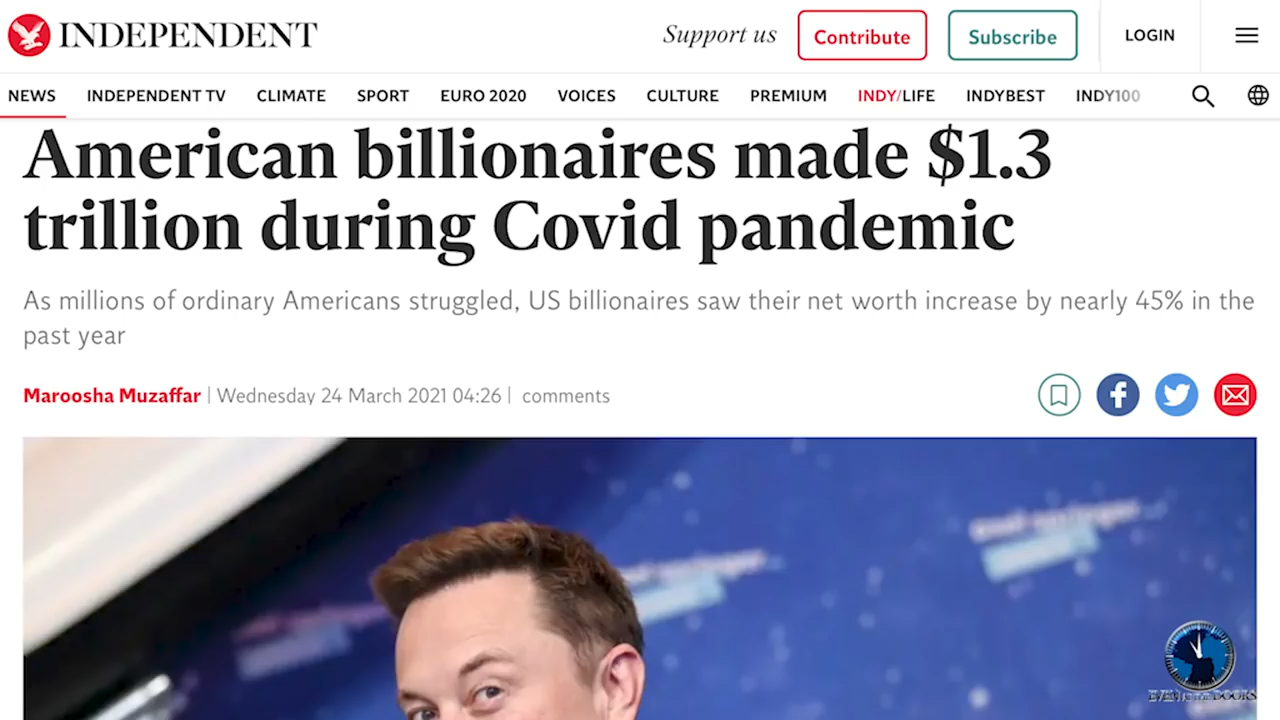 INDEPENDENT
Support us
Contribute
Subscribe
LOGIN
NEWS INDEPENDENT TV CLIMATE SPORT EURO 2020 VOICES CULTURE PREMIUM INDY/LIFE INDYBEST INDY100
American billionaires made $1.3
trillion during Covid pandemic
As millions of ordinary Americans struggled, US billionaires saw their net worth increase by nearly 45% in the
past year
Maroosha Muzaffar | Wednesday 24 March 2021 04:26 | comments